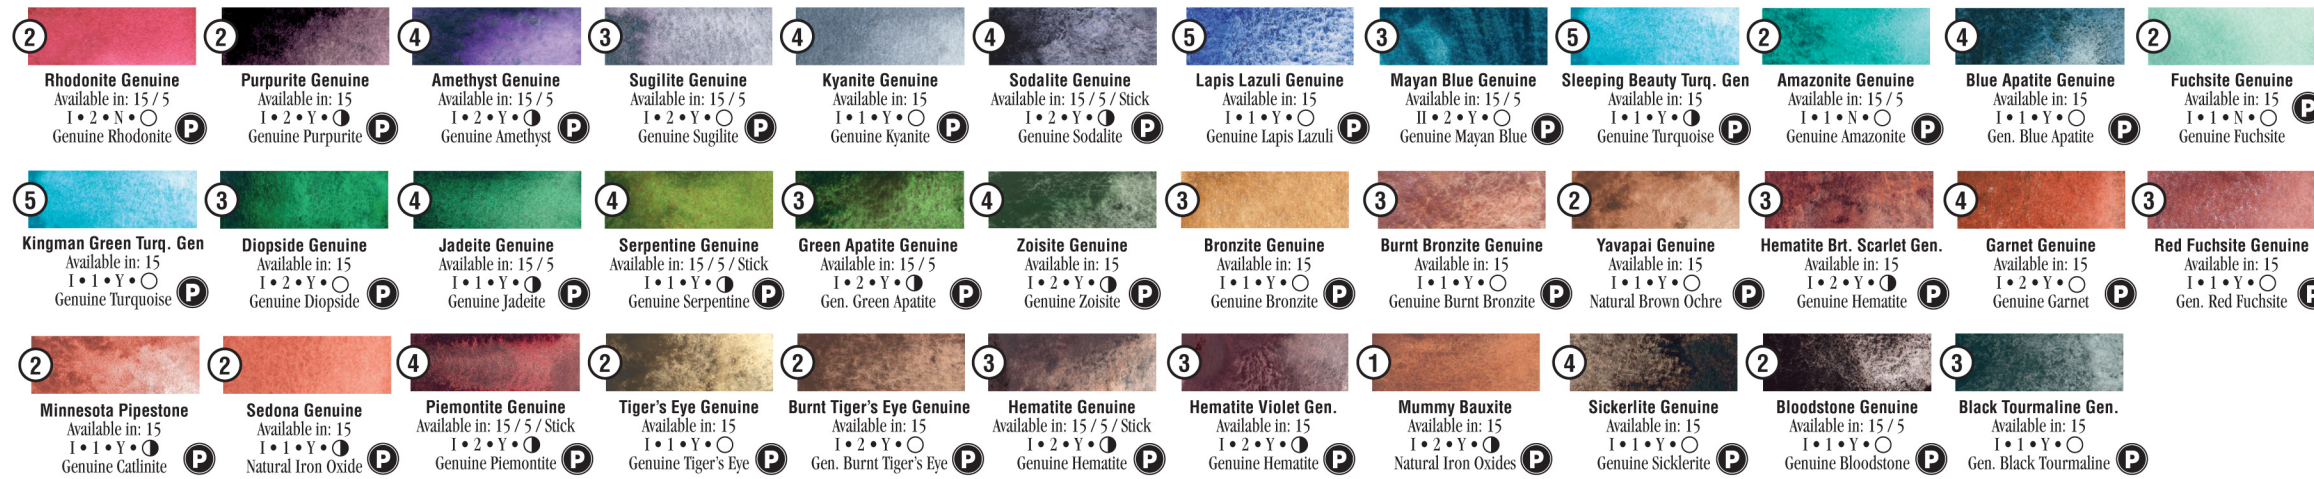 2
Rhodonite Genuine
Available in: 15 / 5
I • 2 • N • ○
Genuine Rhodonite
P
2
Purpurite Genuine
Available in: 15
I • 2 • Y • ◑
Genuine Purpurite
P
4
Amethyst Genuine
Available in: 15 / 5
I • 2 • Y • ◑
Genuine Amethyst
P
3
Sugilite Genuine
Available in: 15 / 5
I • 2 • Y • ○
Genuine Sugilite
P
4
Kyanite Genuine
Available in: 15
I • 1 • Y • ○
Genuine Kyanite
P
4
Sodalite Genuine
Available in: 15 / 5 / Stick
I • 2 • Y • ◑
Genuine Sodalite
P
5
Lapis Lazuli Genuine
Available in: 15
I • 1 • Y • ○
Genuine Lapis Lazuli
P
3
Mayan Blue Genuine
Available in: 15 / 5
II • 2 • Y • ○
Genuine Mayan Blue
P
5
Sleeping Beauty Turq. Gen
Available in: 15
I • 1 • Y • ◑
Genuine Turquoise
P
2
Amazonite Genuine
Available in: 15 / 5
I • 1 • N • ○
Genuine Amazonite
P
4
Blue Apatite Genuine
Available in: 15
I • 1 • Y • ○
Gen. Blue Apatite
P
2
Fuchsite Genuine
Available in: 15
I • 1 • N • ○
Genuine Fuchsite
P
5
Kingman Green Turq. Gen
Available in: 15
I • 1 • Y • ○
Genuine Turquoise
P
3
Diopside Genuine
Available in: 15
I • 2 • Y • ○
Genuine Diopside
P
4
Jadeite Genuine
Available in: 15 / 5
I • 1 • Y • ◑
Genuine Jadeite
P
4
Serpentine Genuine
Available in: 15 / 5 / Stick
I • 1 • Y • ◑
Genuine Serpentine
P
3
Green Apatite Genuine
Available in: 15 / 5
I • 2 • Y • ◑
Gen. Green Apatite
P
4
Zoisite Genuine
Available in: 15
I • 2 • Y • ◑
Genuine Zoisite
P
3
Bronzite Genuine
Available in: 15
I • 1 • Y • ○
Genuine Bronzite
P
3
Burnt Bronzite Genuine
Available in: 15
I • 1 • Y • ○
Genuine Burnt Bronzite
P
2
Yavapai Genuine
Available in: 15
I • 1 • Y • ○
Natural Brown Ochre
P
3
Hematite Brt. Scarlet Gen.
Available in: 15
I • 2 • Y • ◑
Genuine Hematite
P
4
Garnet Genuine
Available in: 15
I • 2 • Y • ○
Genuine Garnet
P
3
Red Fuchsite Genuine
Available in: 15
I • 1 • Y • ○
Gen. Red Fuchsite
P
2
Minnesota Pipestone
Available in: 15
I • 1 • Y • ◑
Genuine Catlinite
P
2
Sedona Genuine
Available in: 15
I • 1 • Y • ◑
Natural Iron Oxide
P
4
Piemontite Genuine
Available in: 15 / 5 / Stick
I • 2 • Y • ◑
Genuine Piemontite
P
2
Tiger's Eye Genuine
Available in: 15
I • 1 • Y • ○
Genuine Tiger's Eye
P
2
Burnt Tiger's Eye Genuine
Available in: 15
I • 2 • Y • ○
Gen. Burnt Tiger's Eye
P
3
Hematite Genuine
Available in: 15 / 5 / Stick
I • 2 • Y • ◑
Genuine Hematite
P
3
Hematite Violet Gen.
Available in: 15
I • 2 • Y • ◑
Genuine Hematite
P
1
Mummy Bauxite
Available in: 15
I • 2 • Y • ◑
Natural Iron Oxides
P
4
Sickerlite Genuine
Available in: 15
I • 1 • Y • ○
Genuine Sicklerite
P
2
Bloodstone Genuine
Available in: 15 / 5
I • 1 • Y • ○
Genuine Bloodstone
P
3
Black Tourmaline Gen.
Available in: 15
I • 1 • Y • ○
Gen. Black Tourmaline
P